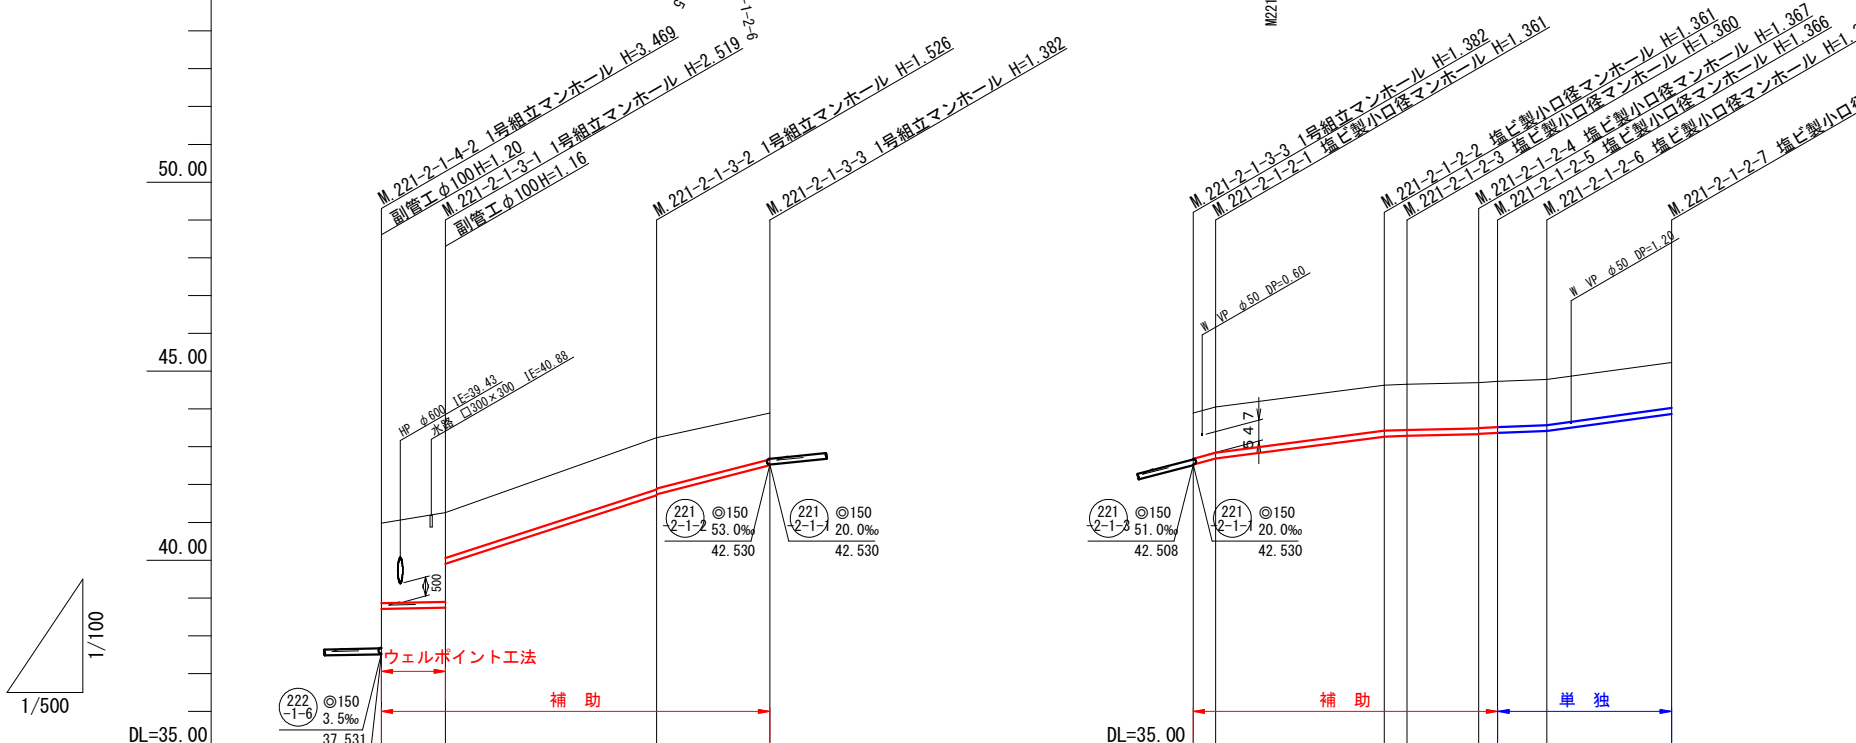 -1-2-6
M221
M.221-2-1-4-2 1号組立マンホール H=3.469
副管工φ100H=1.20
M.221-2-1-3-1 1号組立マンホール H=2.519
副管工φ100H=1.16
M.221-2-1-3-2 1号組立マンホール H=1.526
M.221-2-1-3-3 1号組立マンホール H=1.382
M.221-2-1-3-3 1号組立マンホール H=1.382
M.221-2-1-2-1 塩ビ製小口径マンホール H=1.361
M.221-2-1-2-2 塩ビ製小口径マンホール H=1.361
M.221-2-1-2-3 塩ビ製小口径マンホール H=1.360
M.221-2-1-2-4 塩ビ製小口径マンホール H=1.367
M.221-2-1-2-5 塩ビ製小口径マンホール H=1.366
M.221-2-1-2-6 塩ビ製小口径マンホール H=1.
M.221-2-1-2-7 塩ビ製小口
50.00
45.00
40.00
DL=35.00
HP φ600 IE=39.43
水路 □300×300 IE=40.88
500
W VP φ50 DP=0.60
W VP φ50 DP=1.20
547
221
-2-1-2
◎150
53.0‰
42.530
221
-2-1-1
◎150
20.0‰
42.530
221
-2-1-3
◎150
51.0‰
42.508
221
-2-1-1
◎150
20.0‰
42.530
ウェルポイント工法
222
-1-6
◎150
3.5‰
37.531
補 助
補 助
単 独
1/100
1/500
DL=35.00